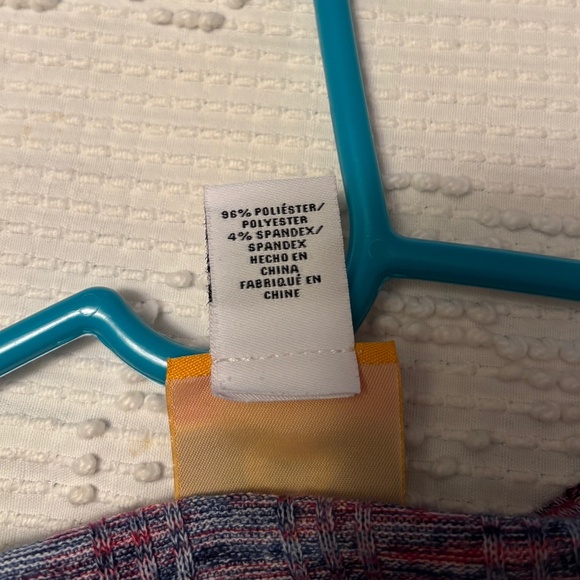 96% POLIÉSTER/
POLYESTER
4% SPANDEX/
SPANDEX
HECHO EN
CHINA
FABRIQUÉ EN
CHINE